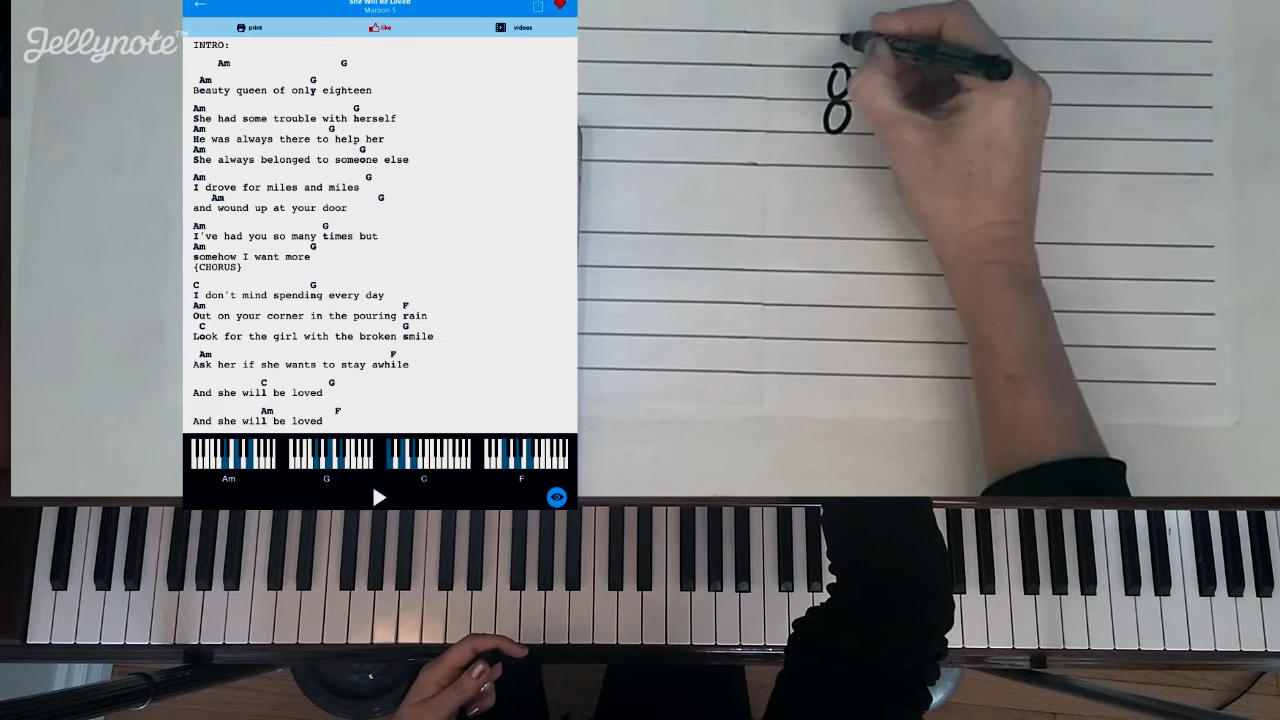 Jellynote™
She Will Be Loved
Maroon 5
print like videos
INTRO:
Am G
Am G
Beauty queen of only eighteen
Am G
She had some trouble with herself
Am G
He was always there to help her
Am G
She always belonged to someone else
Am G
I drove for miles and miles
Am G
and wound up at your door
Am G
I've had you so many times but
Am G
somehow I want more
{CHORUS}
C G
I don't mind spending every day
Am F
Out on your corner in the pouring rain
C G
Look for the girl with the broken smile
Am F
Ask her if she wants to stay awhile
C G
And she will be loved
Am F
And she will be loved
Am G C F
8